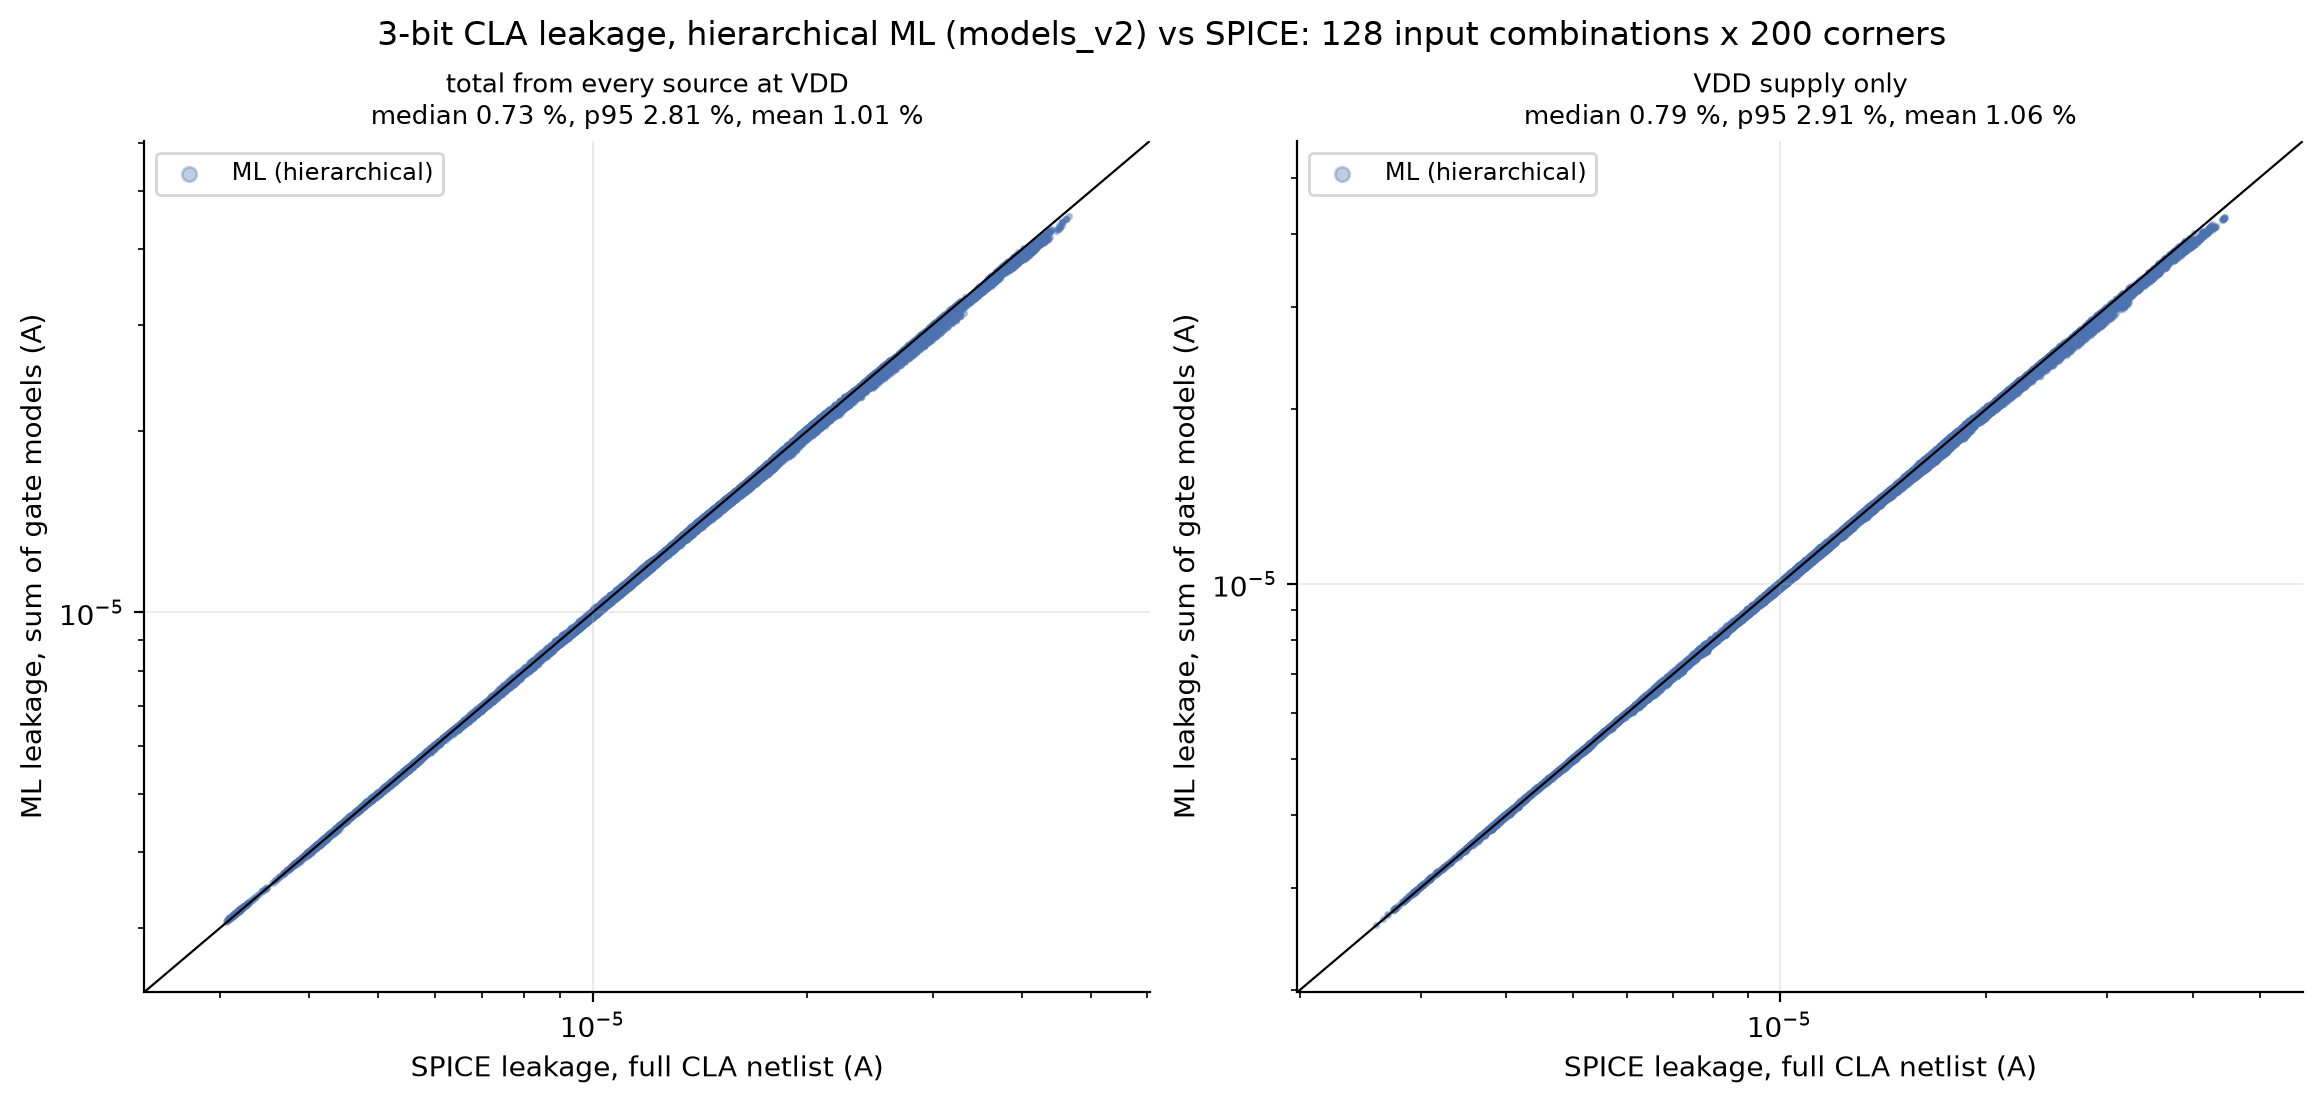 3-bit CLA leakage, hierarchical ML (models_v2) vs SPICE: 128 input combinations x 200 corners
total from every source at VDD
median 0.73 %, p95 2.81 %, mean 1.01 %
ML (hierarchical)
ML leakage, sum of gate models (A)
10⁻⁵
10⁻⁵
SPICE leakage, full CLA netlist (A)
VDD supply only
median 0.79 %, p95 2.91 %, mean 1.06 %
ML (hierarchical)
ML leakage, sum of gate models (A)
10⁻⁵
10⁻⁵
SPICE leakage, full CLA netlist (A)